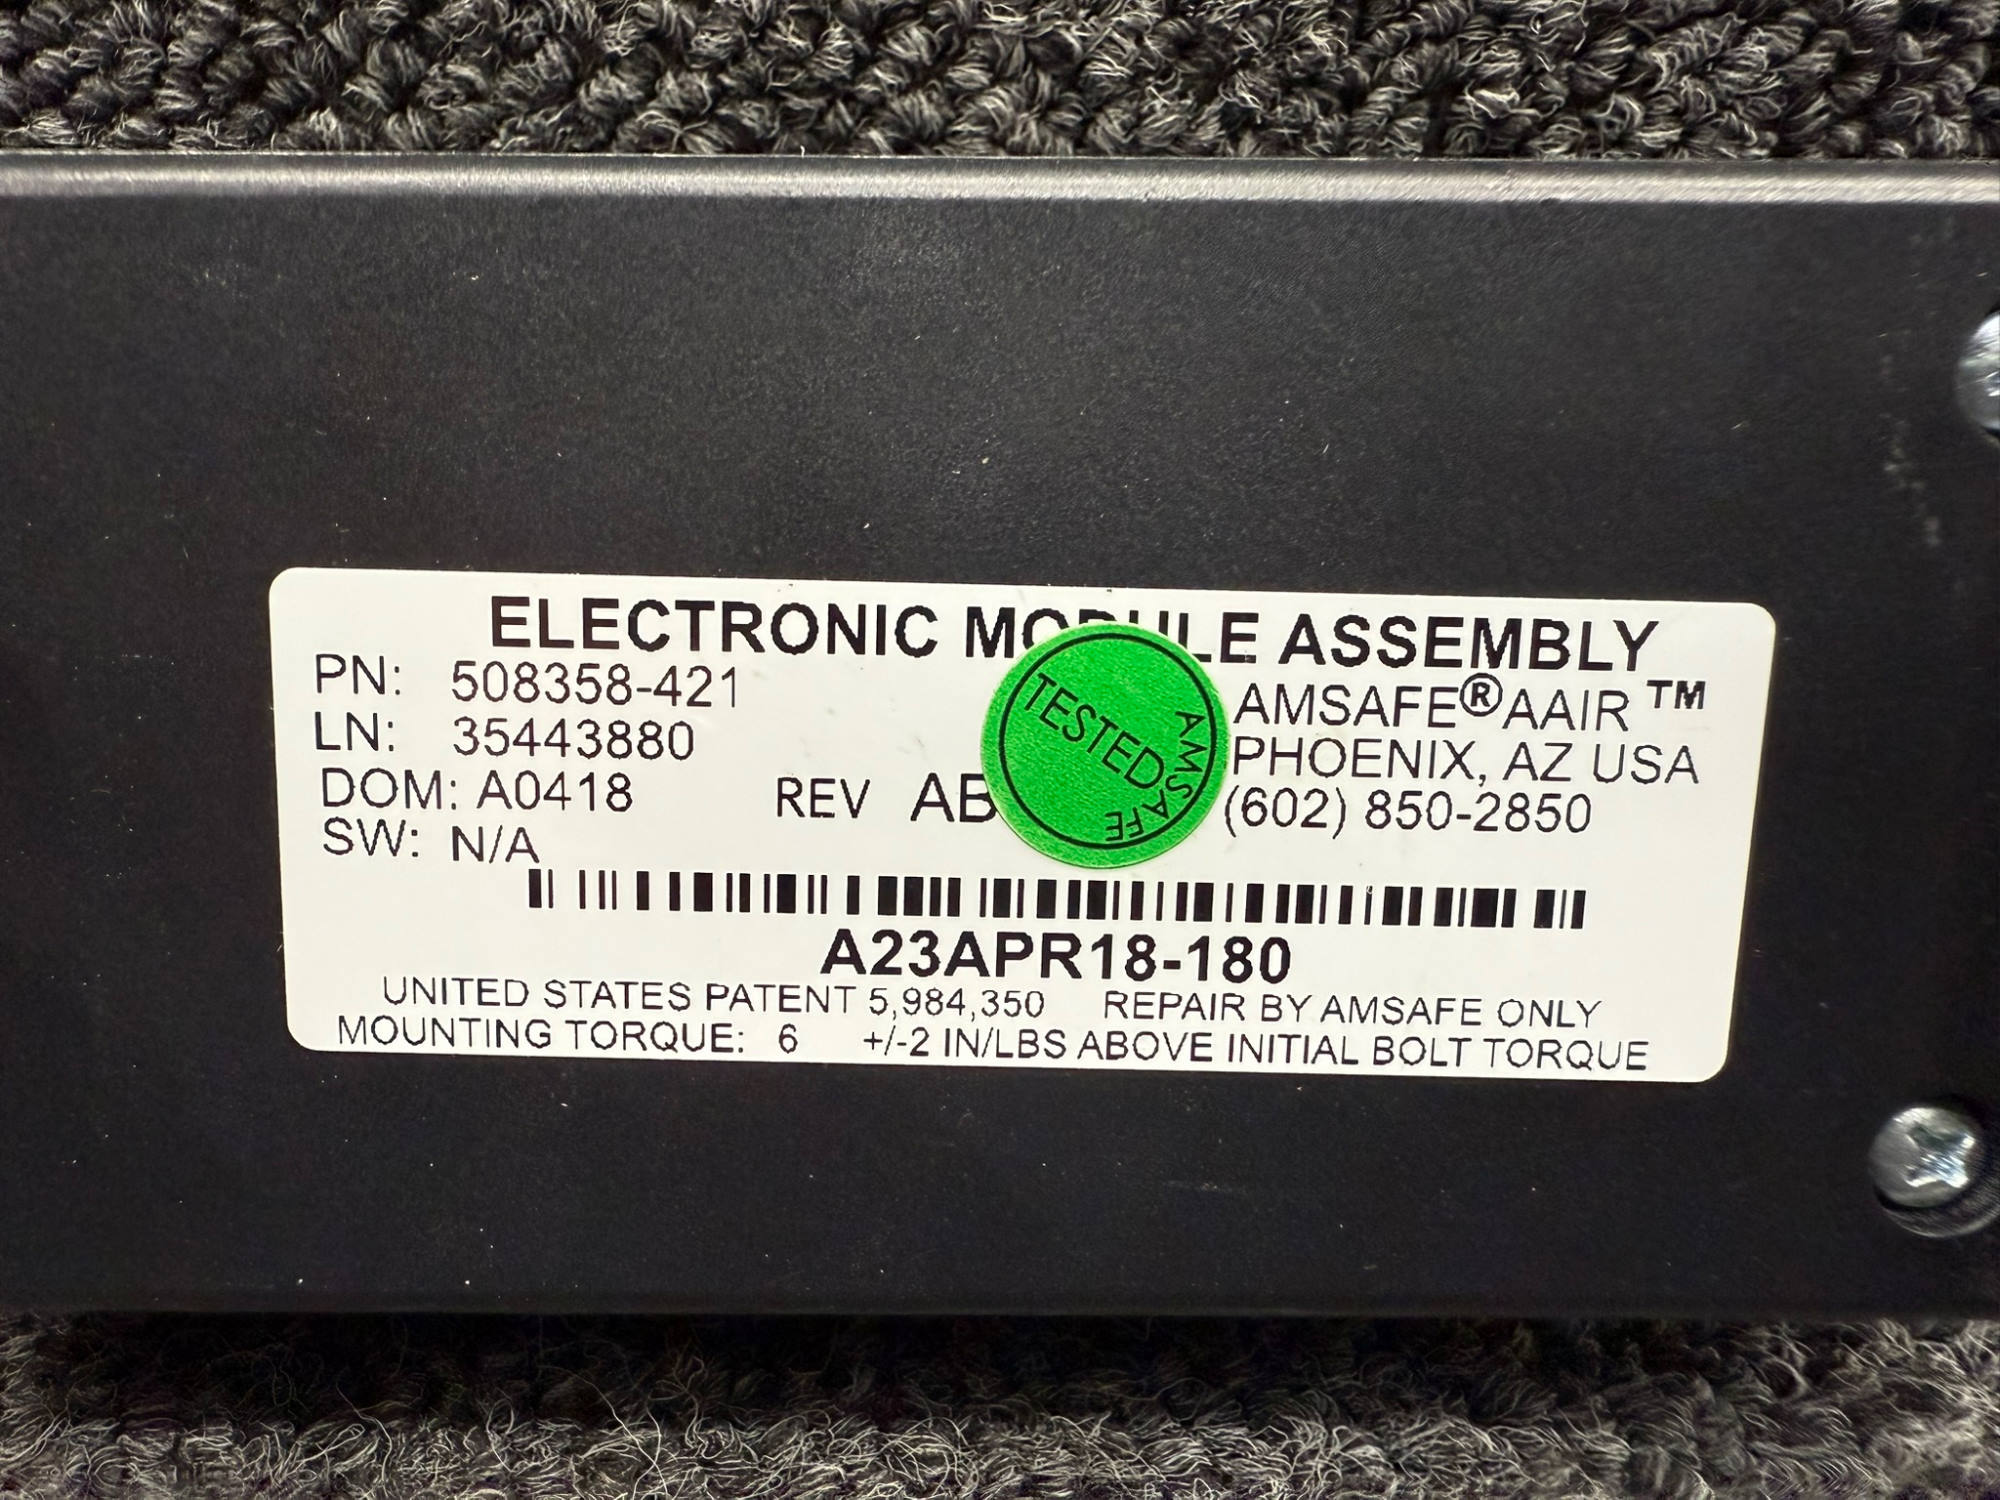 ELECTRONIC MODULE ASSEMBLY
PN: 508358-421
LN: 35443880
DOM: A0418 REV AB
SW: N/A
TESTED
AMSAFE
AMSAFE®AAIR™
PHOENIX, AZ USA
(602) 850-2850
A23APR18-180
UNITED STATES PATENT 5,984,350 REPAIR BY AMSAFE ONLY
MOUNTING TORQUE: 6 +/-2 IN/LBS ABOVE INITIAL BOLT TORQUE